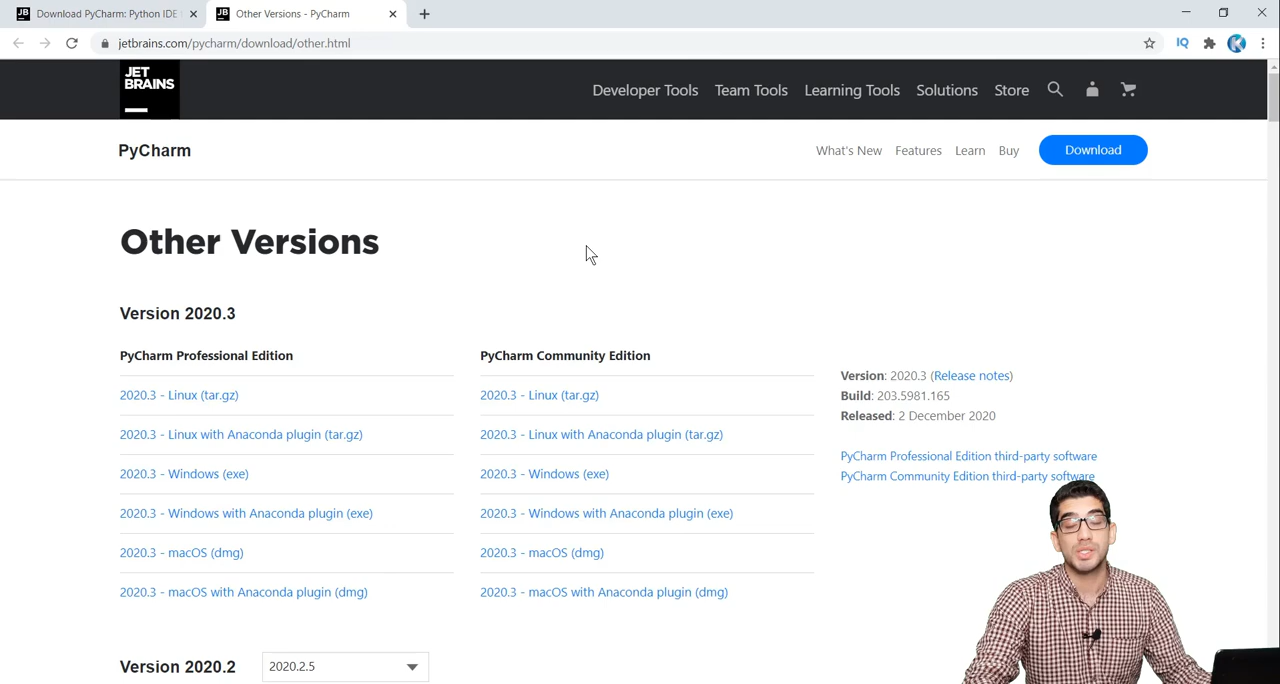 Download PyCharm: Python IDE
Other Versions - PyCharm
jetbrains.com/pycharm/download/other.html
IQ
JET
BRAINS
Developer Tools
Team Tools
Learning Tools
Solutions
Store
PyCharm
What's New
Features
Learn
Buy
Download
Other Versions
Version 2020.3
PyCharm Professional Edition
2020.3 - Linux (tar.gz)
2020.3 - Linux with Anaconda plugin (tar.gz)
2020.3 - Windows (exe)
2020.3 - Windows with Anaconda plugin (exe)
2020.3 - macOS (dmg)
2020.3 - macOS with Anaconda plugin (dmg)
PyCharm Community Edition
2020.3 - Linux (tar.gz)
2020.3 - Linux with Anaconda plugin (tar.gz)
2020.3 - Windows (exe)
2020.3 - Windows with Anaconda plugin (exe)
2020.3 - macOS (dmg)
2020.3 - macOS with Anaconda plugin (dmg)
Version: 2020.3 (Release notes)
Build: 203.5981.165
Released: 2 December 2020
PyCharm Professional Edition third-party software
PyCharm Community Edition third-party software
Version 2020.2
2020.2.5